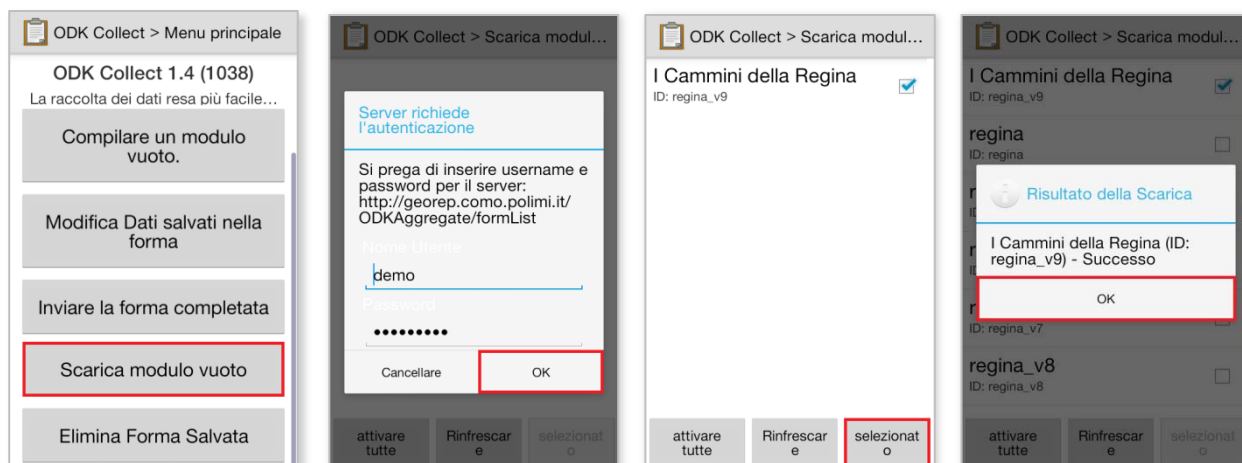 ODK Collect > Menu principale
ODK Collect 1.4 (1038)
La raccolta dei dati resa più facile...
Compilare un modulo
vuoto.
Modifica Dati salvati nella
forma
Inviare la forma completata
Scarica modulo vuoto
Elimina Forma Salvata
ODK Collect > Scarica modul...
Server richiede
l'autenticazione
Si prega di inserire username e
password per il server:
http://georep.como.polimi.it/
ODKAggregate/formList
Nome Utente
demo
Password
•••••••••
Cancellare
OK
attivare
tutte
Rinfrescar
e
selezionat
o
ODK Collect > Scarica modul...
I Cammini della Regina
ID: regina_v9
attivare
tutte
Rinfrescar
e
selezionat
o
ODK Collect > Scarica modul...
I Cammini della Regina
ID: regina_v9
regina
ID: regina
Risultato della Scarica
I Cammini della Regina (ID:
regina_v9) - Successo
OK
ID: regina_v7
regina_v8
ID: regina_v8
attivare
tutte
Rinfrescar
e
selezionat
o